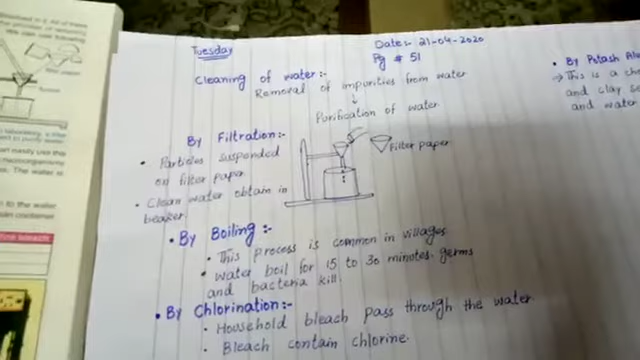 Tuesday
Date:- 21-04-2020
Pg # 51
Cleaning of water:-
Removal of impurities from water
↓
Purification of water
By Filtration:-
• Particles suspended
on filter paper
• Clean water obtain in
beaker.
Filter paper
• By Boiling :-
• This process is common in villages.
• Water boil for 15 to 30 minutes. germs
and bacteria kill.
• By Chlorination:-
• Household bleach pass through the water
• Bleach contain chlorine.
• By Potash Alu
→ This is a ch
and clay se
and water